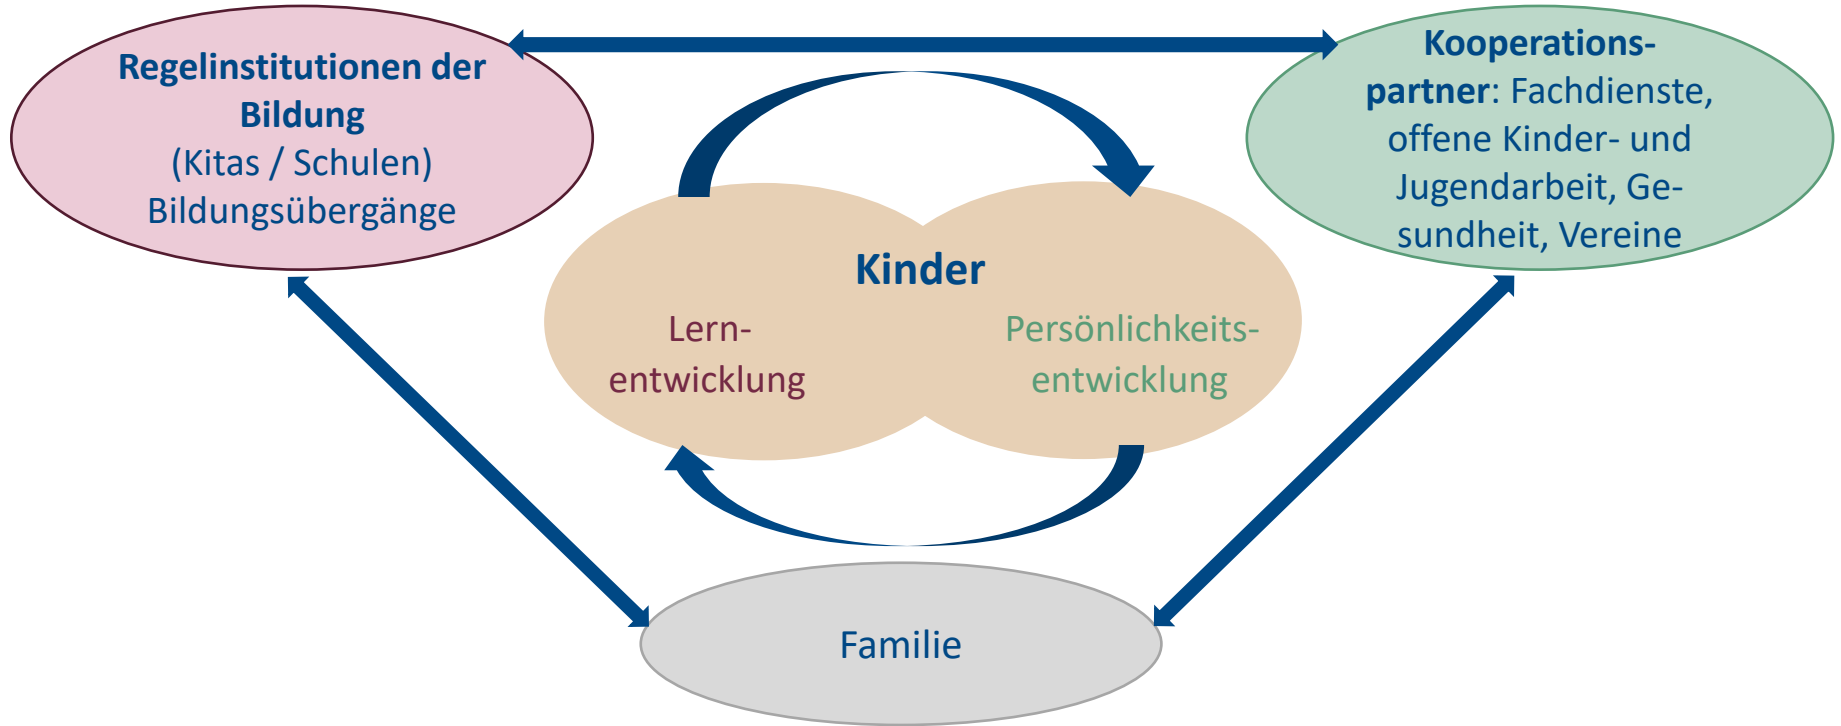 Regelinstitutionen der
Bildung
(Kitas / Schulen)
Bildungsübergänge
Kooperations-
partner: Fachdienste,
offene Kinder- und
Jugendarbeit, Ge-
sundheit, Vereine
Kinder
Lern-
entwicklung
Persönlichkeits-
entwicklung
Familie